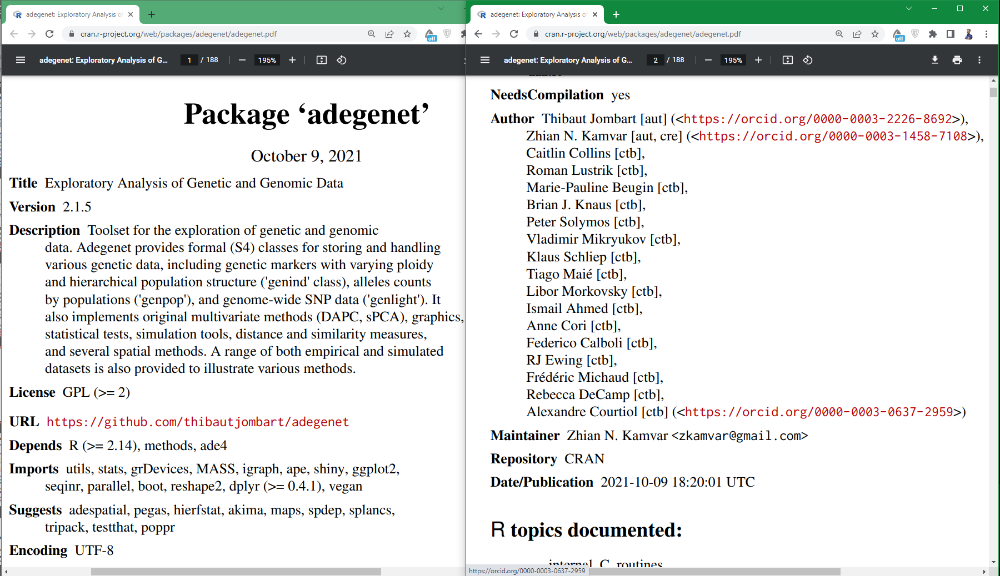 adegenet: Exploratory Analysis of
cran.r-project.org/web/packages/adegenet/adegenet.pdf
off
adegenet: Exploratory Analysis of G...
1 / 188
195%
Package ‘adegenet’
October 9, 2021
Title Exploratory Analysis of Genetic and Genomic Data
Version 2.1.5
Description Toolset for the exploration of genetic and genomic
data. Adegenet provides formal (S4) classes for storing and handling
various genetic data, including genetic markers with varying ploidy
and hierarchical population structure ('genind' class), alleles counts
by populations ('genpop'), and genome-wide SNP data ('genlight'). It
also implements original multivariate methods (DAPC, sPCA), graphics,
statistical tests, simulation tools, distance and similarity measures,
and several spatial methods. A range of both empirical and simulated
datasets is also provided to illustrate various methods.
License GPL (>= 2)
URL https://github.com/thibautjombart/adegenet
Depends R (>= 2.14), methods, ade4
Imports utils, stats, grDevices, MASS, igraph, ape, shiny, ggplot2,
seqinr, parallel, boot, reshape2, dplyr (>= 0.4.1), vegan
Suggests adespatial, pegas, hierfstat, akima, maps, spdep, splancs,
tripack, testthat, poppr
Encoding UTF-8
adegenet: Exploratory Analysis of
cran.r-project.org/web/packages/adegenet/adegenet.pdf
off
adegenet: Exploratory Analysis of G...
2 / 188
195%
NeedsCompilation yes
Author Thibaut Jombart [aut] (<https://orcid.org/0000-0003-2226-8692>),
Zhian N. Kamvar [aut, cre] (<https://orcid.org/0000-0003-1458-7108>),
Caitlin Collins [ctb],
Roman Lustrik [ctb],
Marie-Pauline Beugin [ctb],
Brian J. Knaus [ctb],
Peter Solymos [ctb],
Vladimir Mikryukov [ctb],
Klaus Schliep [ctb],
Tiago Maié [ctb],
Libor Morkovsky [ctb],
Ismail Ahmed [ctb],
Anne Cori [ctb],
Federico Calboli [ctb],
RJ Ewing [ctb],
Frédéric Michaud [ctb],
Rebecca DeCamp [ctb],
Alexandre Courtiol [ctb] (<https://orcid.org/0000-0003-0637-2959>)
Maintainer Zhian N. Kamvar <zkamvar@gmail.com>
Repository CRAN
Date/Publication 2021-10-09 18:20:01 UTC
R topics documented:
internal_C_routines
https://orcid.org/0000-0003-0637-2959